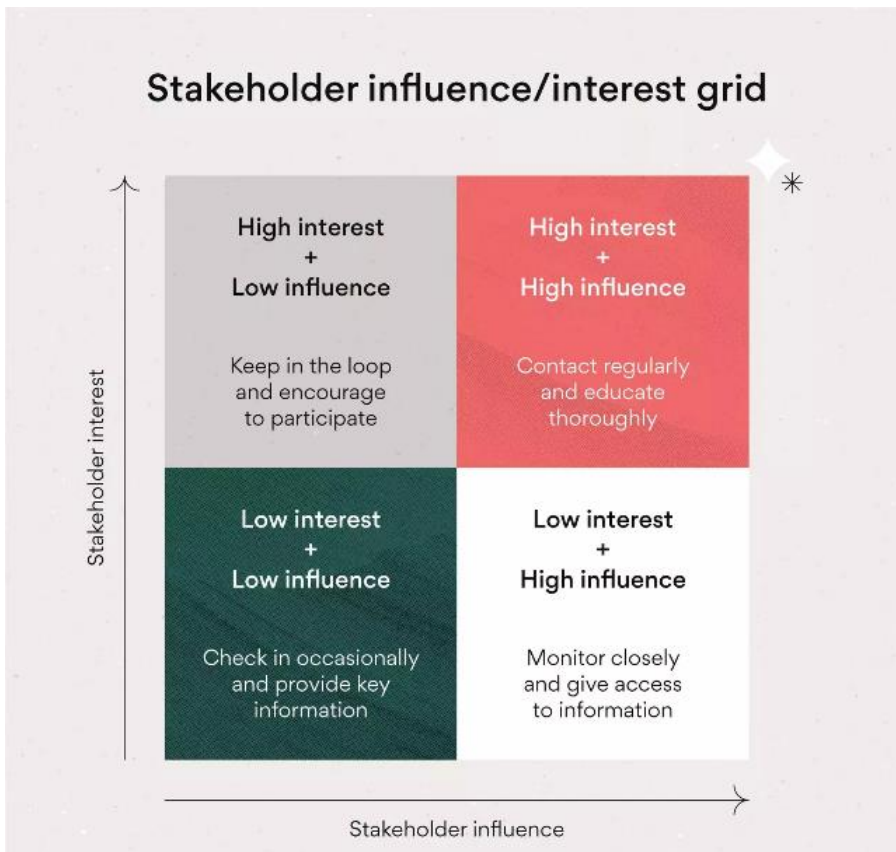 Stakeholder influence/interest grid
High interest
+
Low influence
Keep in the loop
and encourage
to participate
High interest
+
High influence
Contact regularly
and educate
thoroughly
Stakeholder interest
Low interest
+
Low influence
Check in occasionally
and provide key
information
Low interest
+
High influence
Monitor closely
and give access
to information
Stakeholder influence